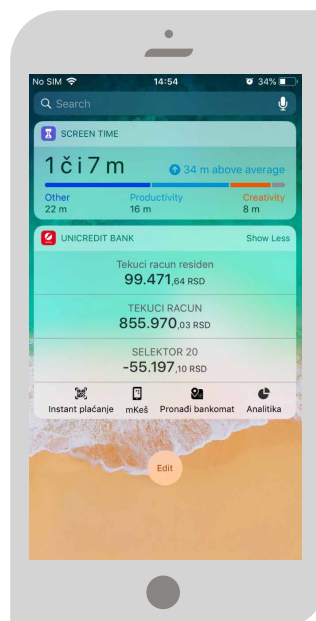 No SIM 14:54 34%
Search
SCREEN TIME
1 č i 7 m 34 m above average
Other Productivity Creativity
22 m 16 m 8 m
UNICREDIT BANK Show Less
Tekuci racun residen
99.471,64 RSD
TEKUCI RACUN
855.970,03 RSD
SELEKTOR 20
-55.197,10 RSD
Instant plaćanje mKeš Pronađi bankomat Analitika
Edit